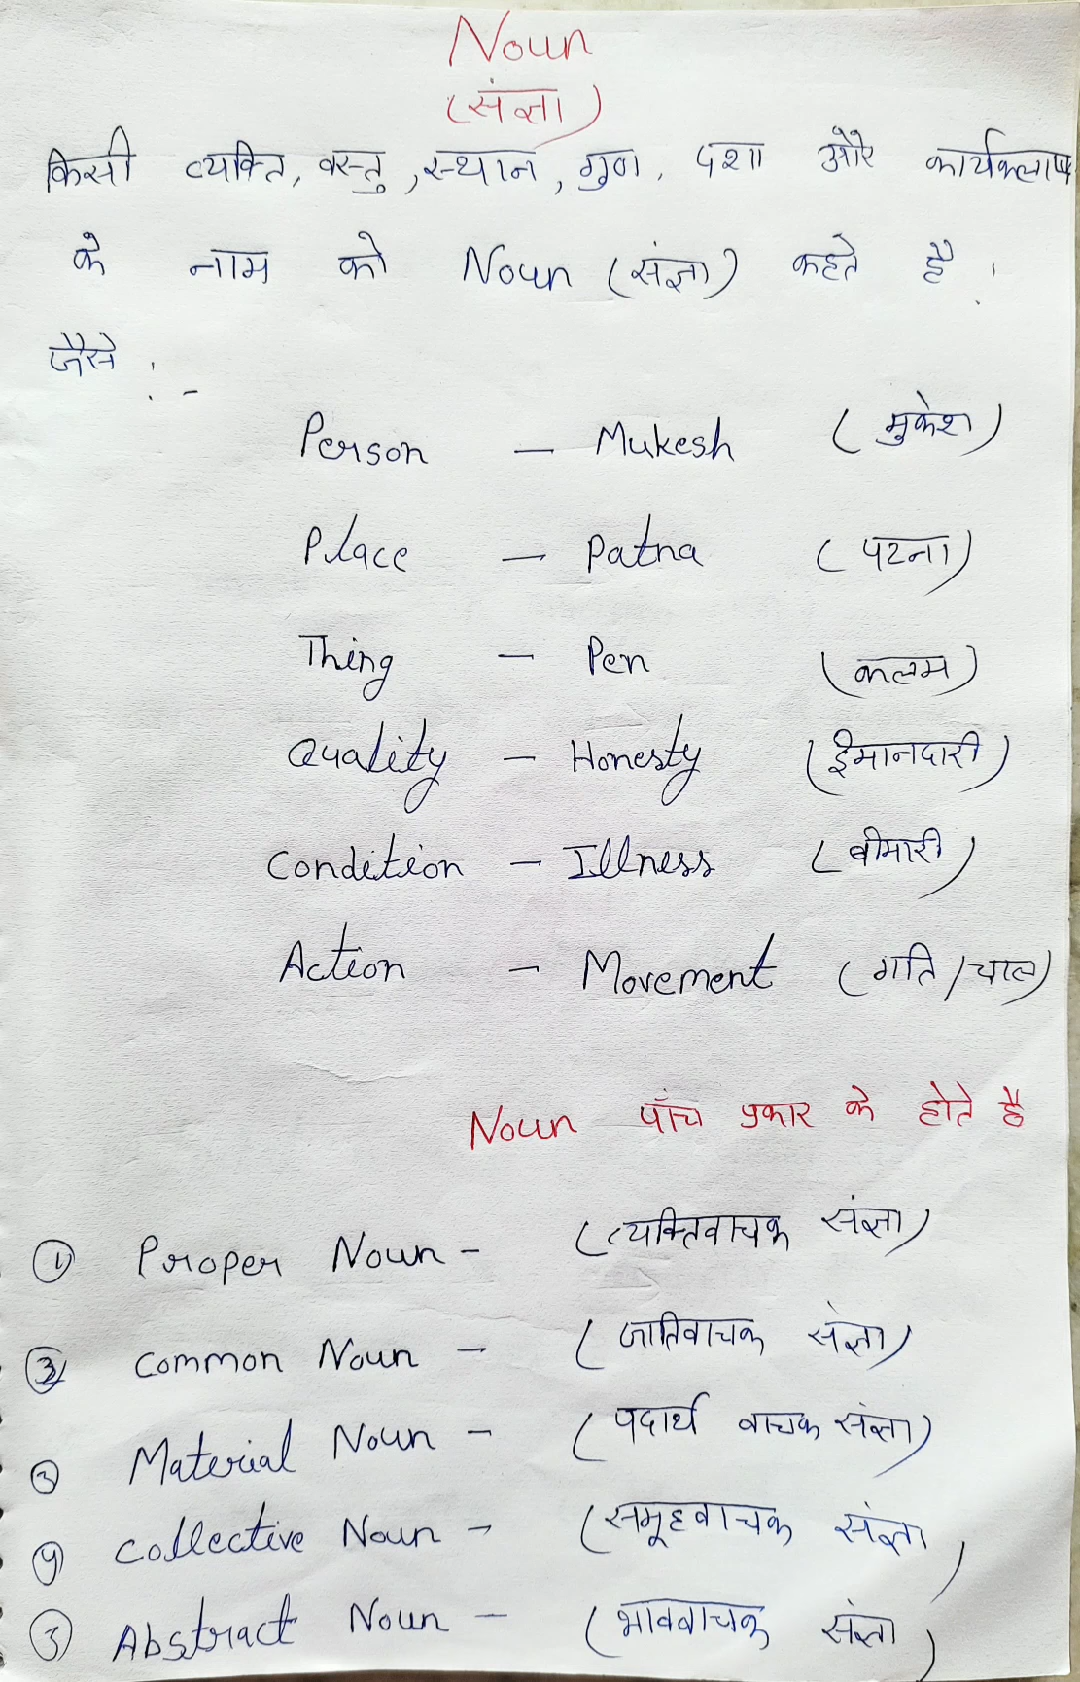 Noun
(संज्ञा)
किसी व्यक्ति, वस्तु, स्थान, गुण, दशा और कार्यकलाप
के नाम को Noun (संज्ञा) कहते है।
जैसे :-
Person - Mukesh (मुकेश)
Place - Patna (पटना)
Thing - Pen (कलम)
Quality - Honesty (ईमानदारी)
Condition - Illness (बीमारी)
Action - Movement (गति/चाल)
Noun पाँच प्रकार के होते है
① Proper Noun - (व्यक्तिवाचक संज्ञा)
② Common Noun - (जातिवाचक संज्ञा)
③ Material Noun - (पदार्थ वाचक संज्ञा)
④ Collective Noun - (समूहवाचक संज्ञा)
⑤ Abstract Noun - (भाववाचक संज्ञा)